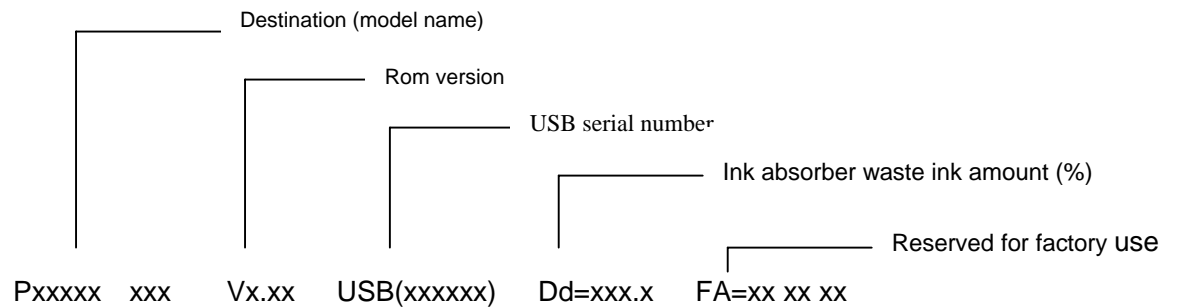 Destination (model name)
Rom version
USB serial number
Ink absorber waste ink amount (%)
Reserved for factory use
Pxxxxx xxx Vx.xx USB(xxxxxx) Dd=xxx.x FA=xx xx xx